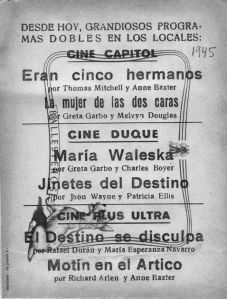 DESDE HOY, GRANDIOSOS PROGRA-
MAS DOBLES EN LOS LOCALES:
1945
CINE CAPITOL
Eran cinco hermanos
por Thomas Mitchell y Anne Baxter
La mujer de las dos caras
por Greta Garbo y Melvyn Douglas
CINE DUQUE
María Waleska
por Greta Garbo y Charles Boyer
Jinetes del Destino
por Jhon Wayne y Patricia Ellis
CINE PLUS ULTRA
El Destino se disculpa
por Rafael Durán y María Esperanza Navarro
Motín en el Artico
por Richard Arlen y Anne Baxter